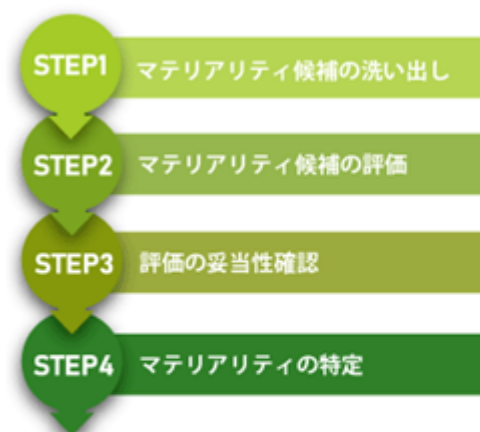 STEP1 マテリアリティ候補の洗い出し
STEP2 マテリアリティ候補の評価
STEP3 評価の妥当性確認
STEP4 マテリアリティの特定